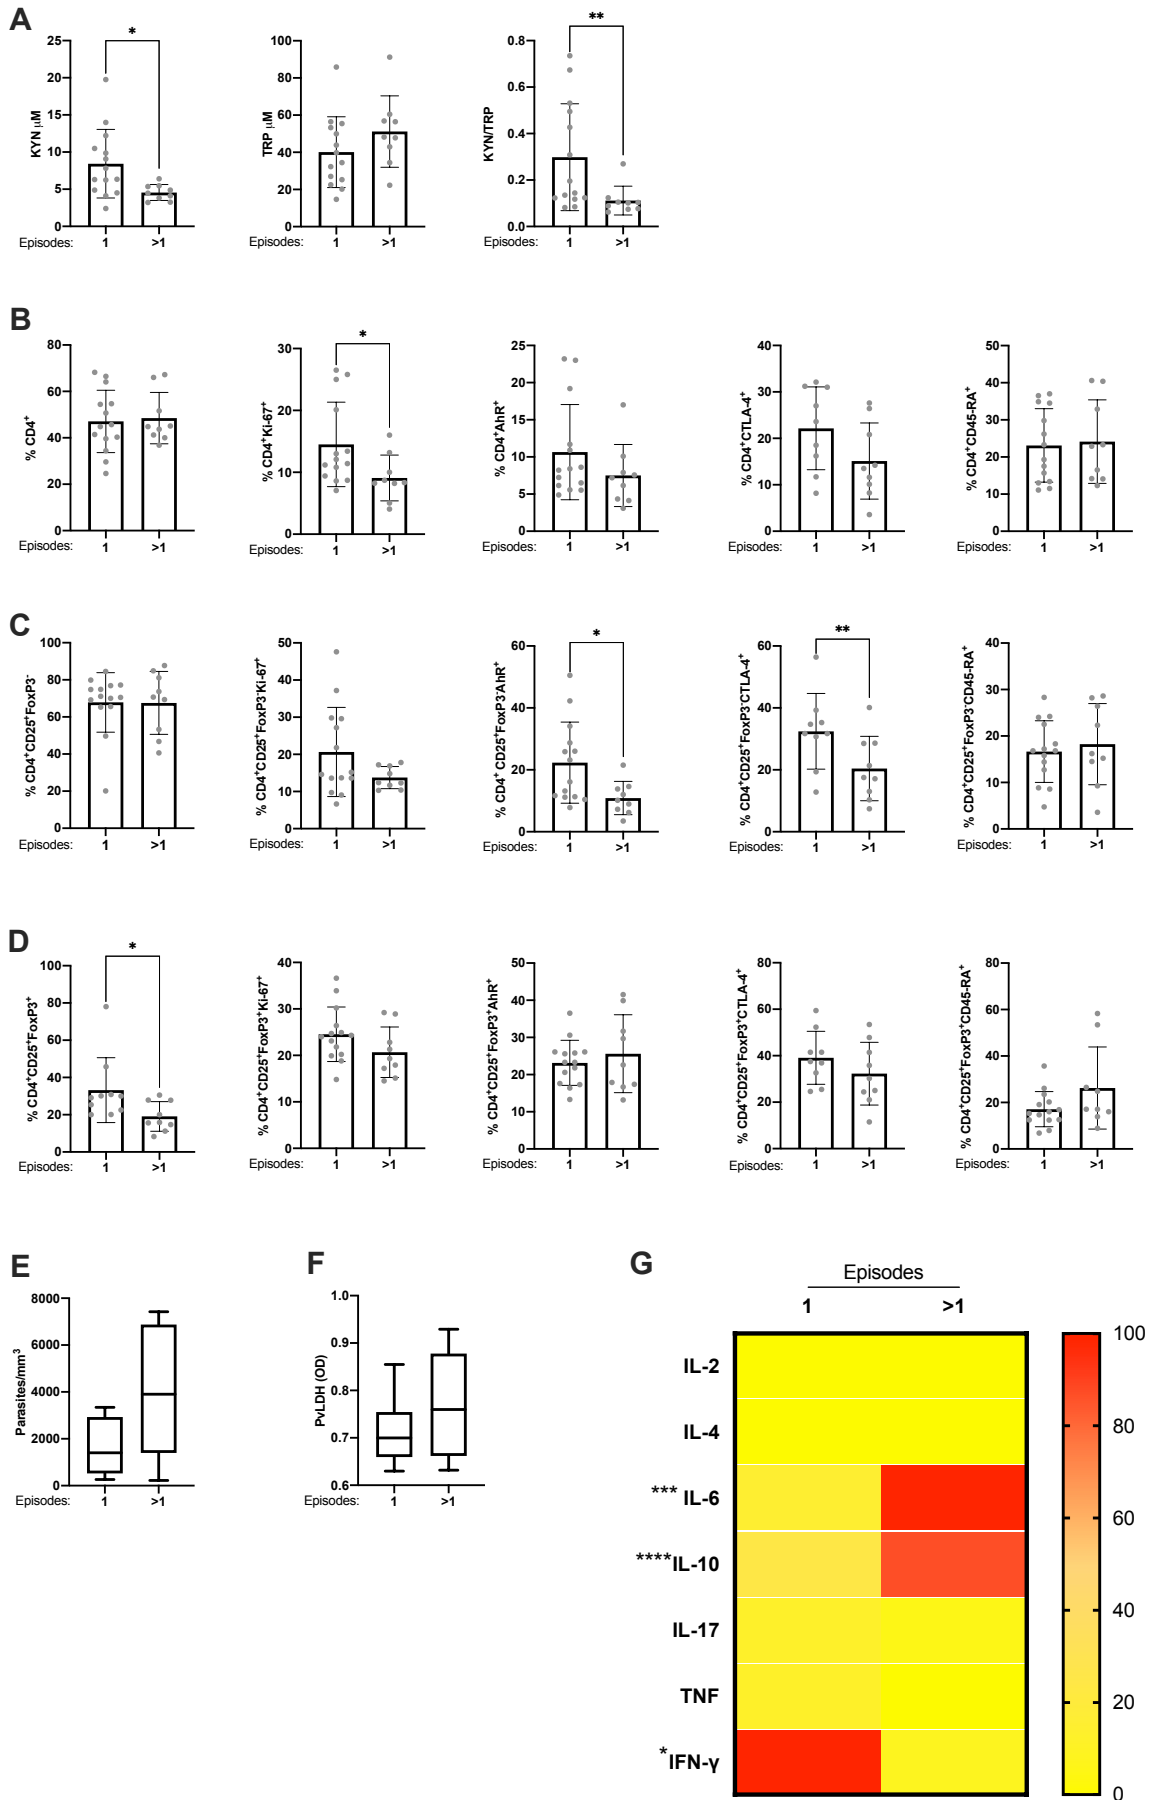 A
KYN µM
25
20
15
10
5
0
*
Episodes: 1 >1
TRP µM
100
80
60
40
20
0
Episodes: 1 >1
KYN/TRP
0.8
0.6
0.4
0.2
0.0
**
Episodes: 1 >1
B
% CD4+
80
60
40
20
0
Episodes: 1 >1
% CD4+Ki-67+
30
20
10
0
*
Episodes: 1 >1
% CD4+AhR+
25
20
15
10
5
0
Episodes: 1 >1
% CD4+CTLA-4+
40
30
20
10
0
Episodes: 1 >1
% CD4+CD45-RA+
50
40
30
20
10
0
Episodes: 1 >1
C
% CD4+CD25+FoxP3-
100
80
60
40
20
0
Episodes: 1 >1
% CD4+CD25+FoxP3-Ki-67+
50
40
30
20
10
0
Episodes: 1 >1
% CD4+CD25+FoxP3-AhR+
60
40
20
0
*
Episodes: 1 >1
% CD4+CD25+FoxP3-CTLA-4+
60
40
20
0
**
Episodes: 1 >1
% CD4+CD25+FoxP3-CD45-RA+
40
30
20
10
0
Episodes: 1 >1
D
% CD4+CD25+FoxP3+
100
80
60
40
20
0
*
Episodes: 1 >1
% CD4+CD25+FoxP3+Ki-67+
40
30
20
10
0
Episodes: 1 >1
% CD4+CD25+FoxP3+AhR+
50
40
30
20
10
0
Episodes: 1 >1
% CD4+CD25+FoxP3+CTLA-4+
80
60
40
20
0
Episodes: 1 >1
% CD4+CD25+FoxP3+CD45-RA+
80
60
40
20
0
Episodes: 1 >1
E
Parasites/mm3
8000
6000
4000
2000
0
Episodes: 1 >1
F
PvLDH (OD)
1.0
0.9
0.8
0.7
0.6
Episodes: 1 >1
G
Episodes
1 >1
IL-2
IL-4
*** IL-6
****IL-10
IL-17
TNF
*IFN-γ
100
80
60
40
20
0